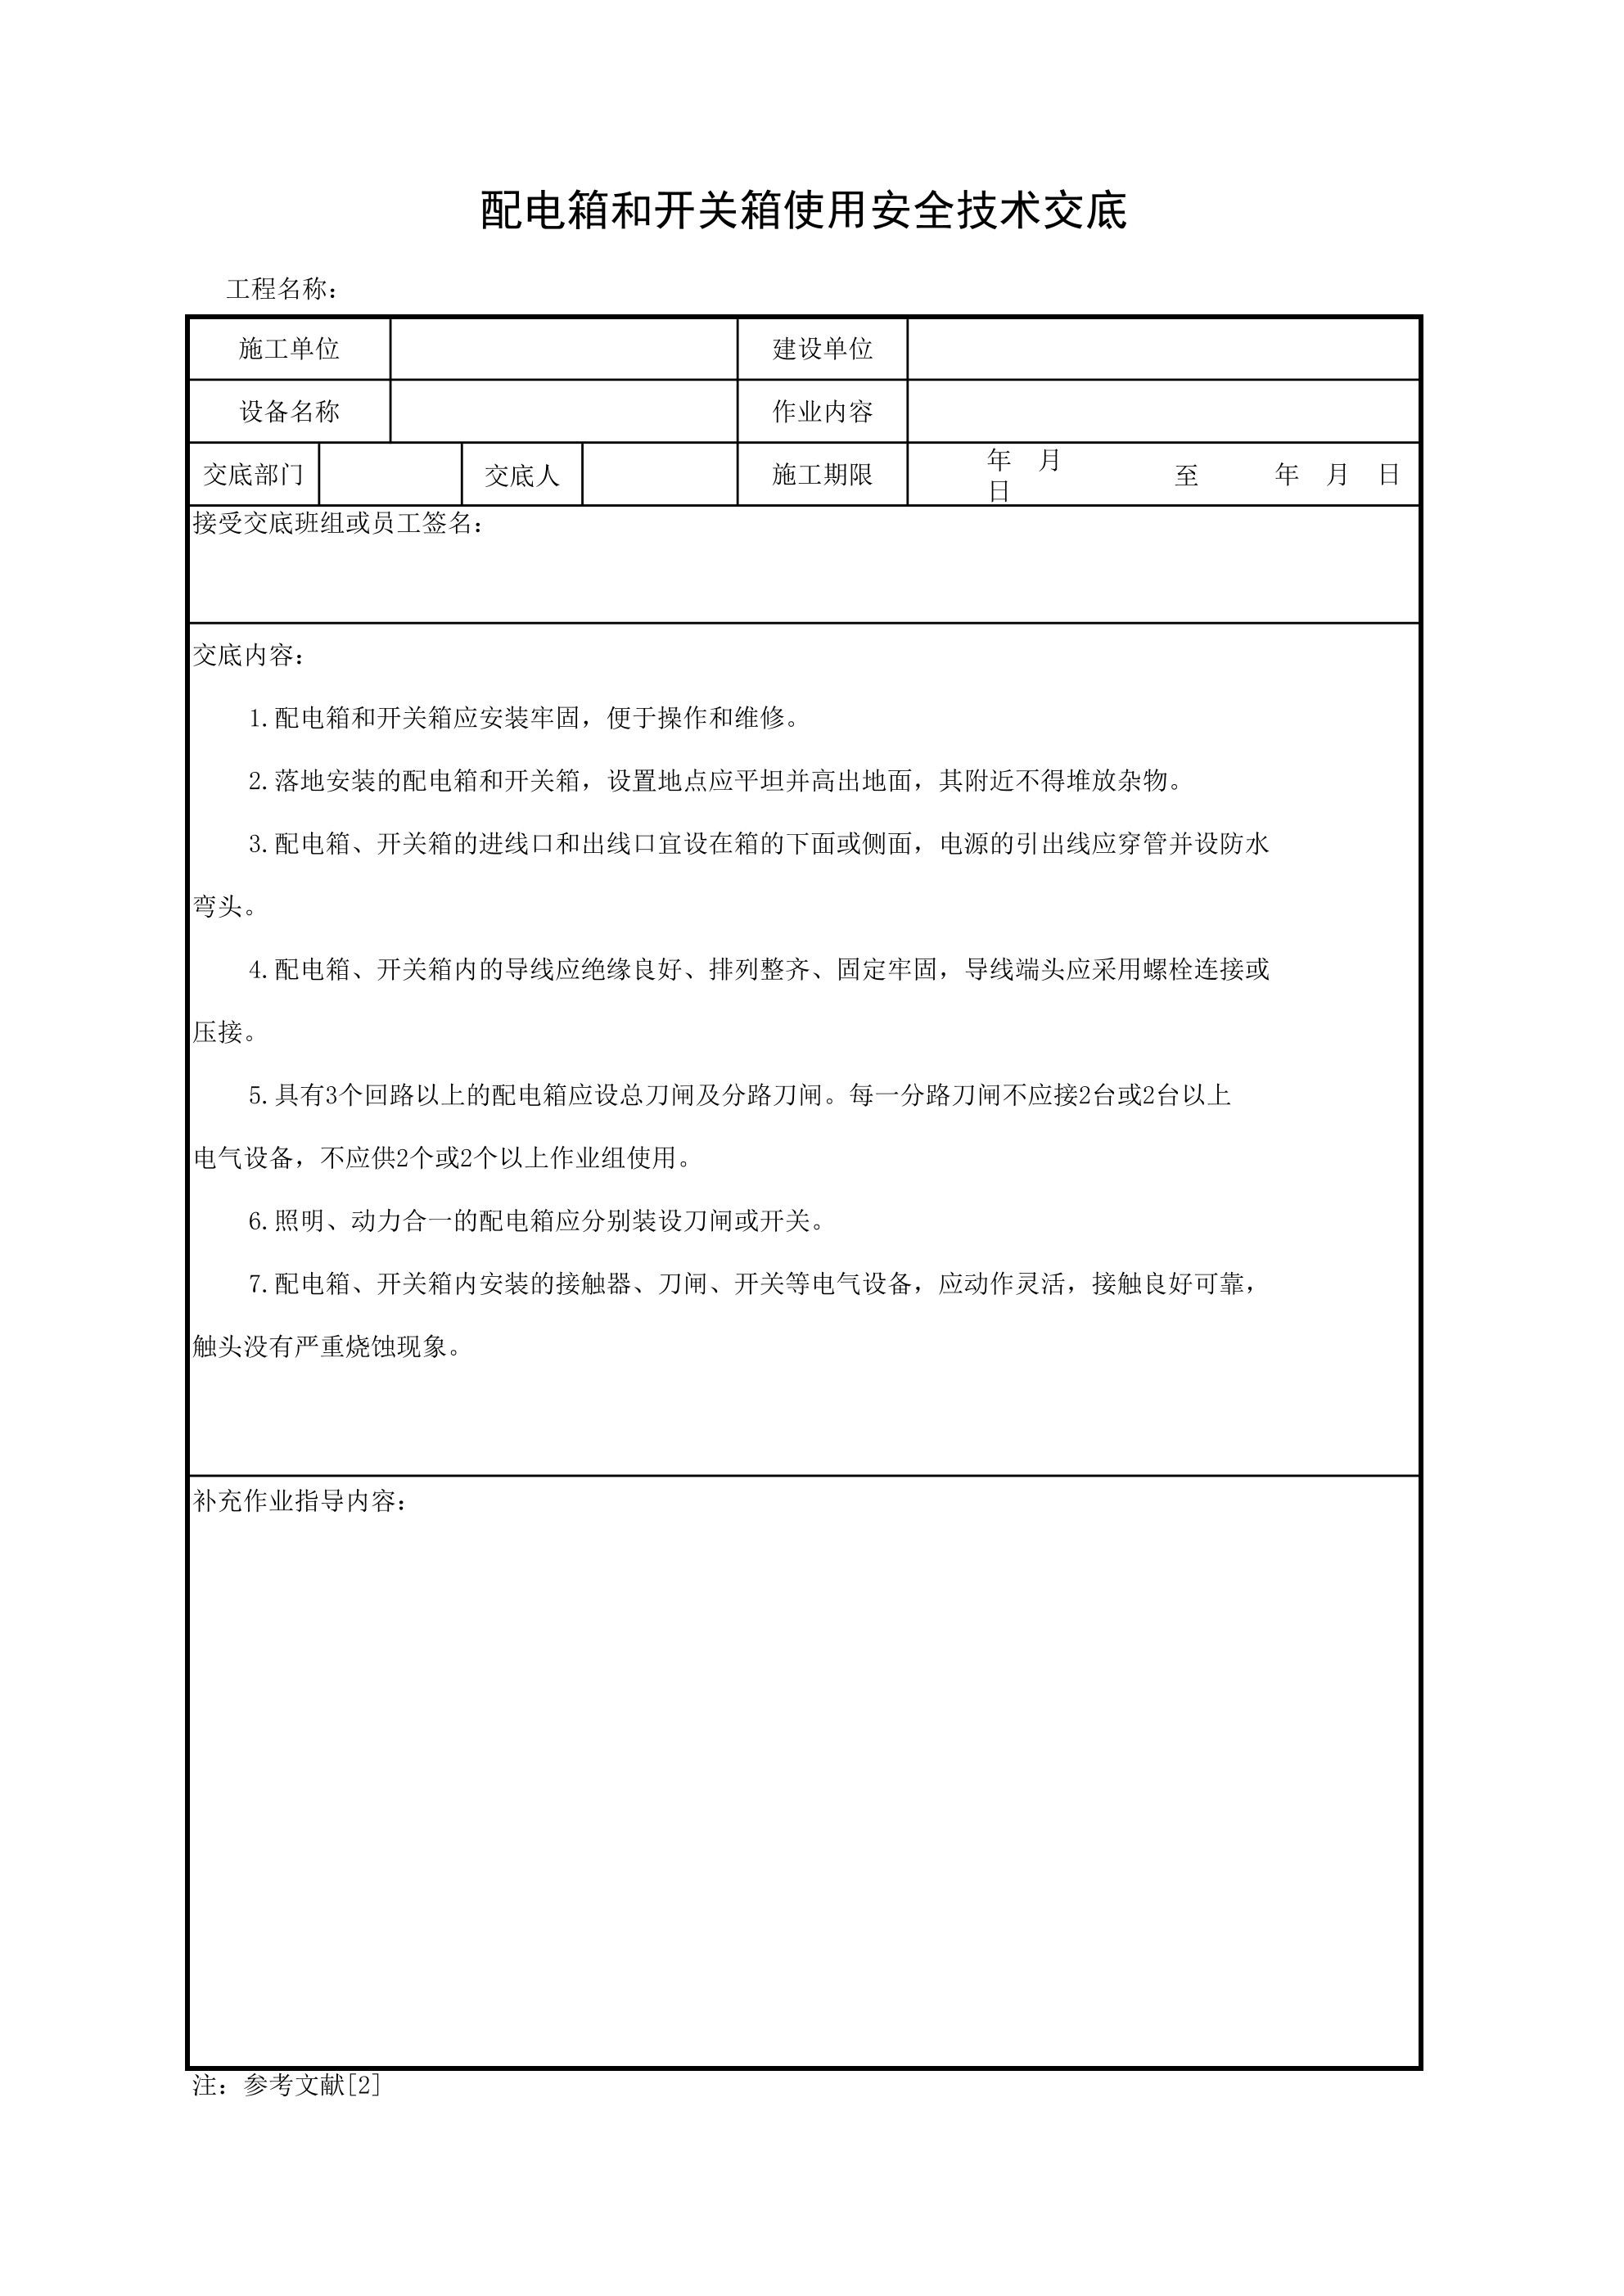 配电箱和开关箱使用安全技术交底
工程名称：
施工单位 建设单位
设备名称 作业内容
交底部门 交底人 施工期限 年 月 日 至 年 月 日
接受交底班组或员工签名：
交底内容：
1.配电箱和开关箱应安装牢固，便于操作和维修。
2.落地安装的配电箱和开关箱，设置地点应平坦并高出地面，其附近不得堆放杂物。
3.配电箱、开关箱的进线口和出线口宜设在箱的下面或侧面，电源的引出线应穿管并设防水
弯头。
4.配电箱、开关箱内的导线应绝缘良好、排列整齐、固定牢固，导线端头应采用螺栓连接或
压接。
5.具有3个回路以上的配电箱应设总刀闸及分路刀闸。每一分路刀闸不应接2台或2台以上
电气设备，不应供2个或2个以上作业组使用。
6.照明、动力合一的配电箱应分别装设刀闸或开关。
7.配电箱、开关箱内安装的接触器、刀闸、开关等电气设备，应动作灵活，接触良好可靠，
触头没有严重烧蚀现象。
补充作业指导内容：
注：参考文献[2]